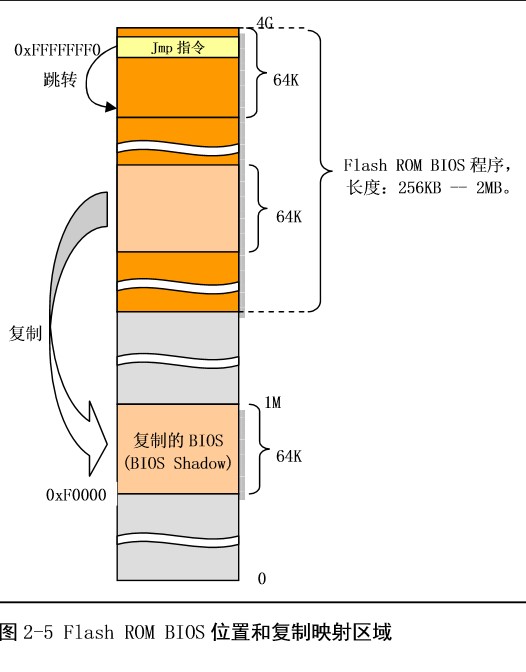 4G
0xFFFFFFF0
Jmp 指令
跳转
64K
Flash ROM BIOS 程序，
长度：256KB -- 2MB。
64K
复制
1M
复制的 BIOS
(BIOS Shadow)
64K
0xF0000
0
图 2-5 Flash ROM BIOS 位置和复制映射区域